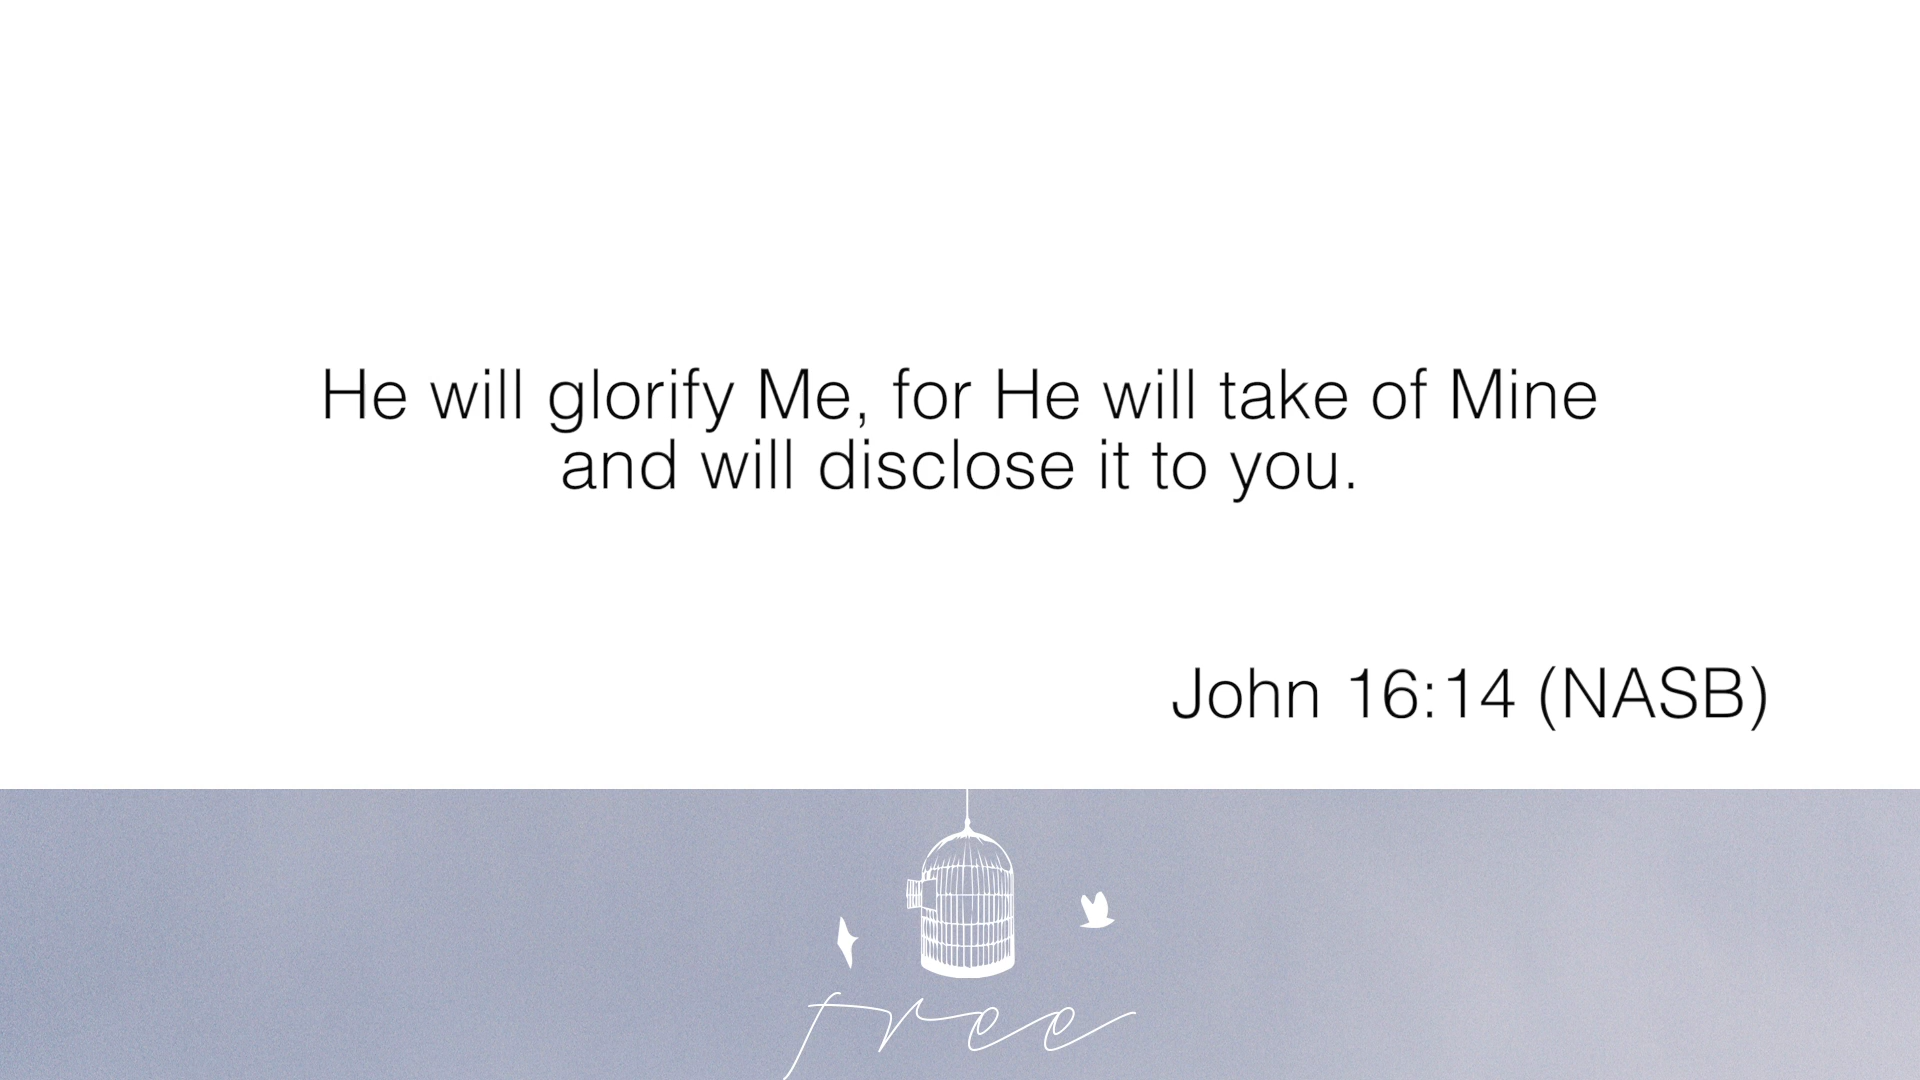 He will glorify Me, for He will take of Mine
and will disclose it to you.
John 16:14 (NASB)
free